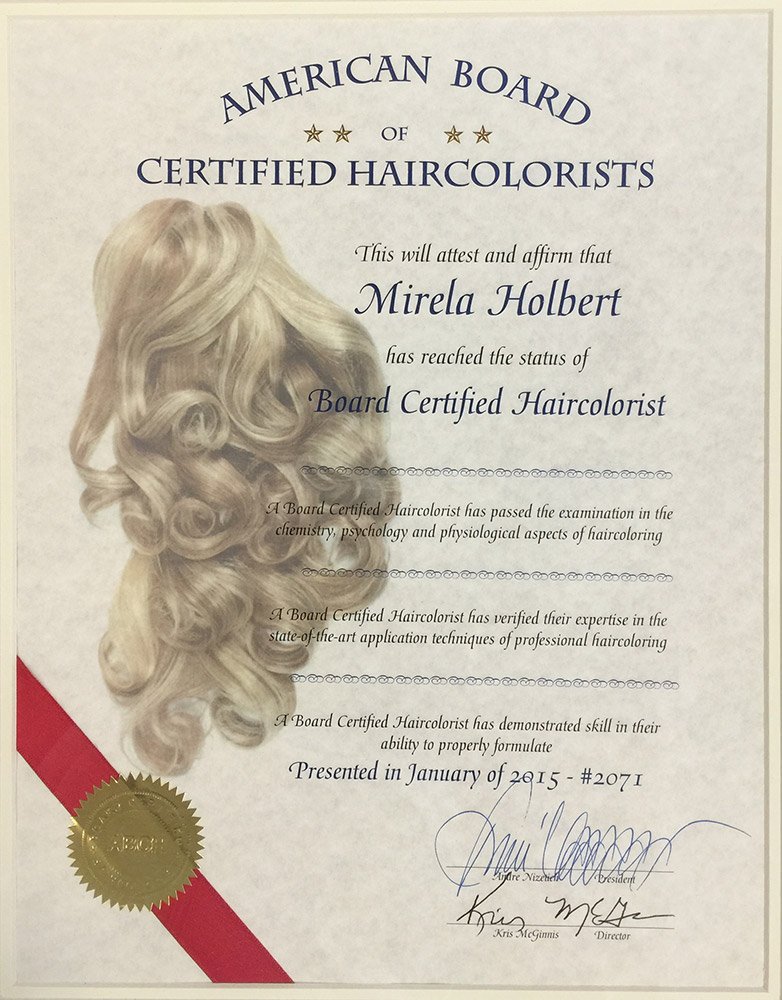 AMERICAN BOARD
OF
CERTIFIED HAIRCOLORISTS
This will attest and affirm that
Mirela Holbert
has reached the status of
Board Certified Haircolorist
A Board Certified Haircolorist has passed the examination in the
chemistry, psychology and physiological aspects of haircoloring
A Board Certified Haircolorist has verified their expertise in the
state-of-the-art application techniques of professional haircoloring
A Board Certified Haircolorist has demonstrated skill in their
ability to properly formulate
Presented in January of 2015 - #2071
Andre Nizetich President
Kris McGinnis Director
ABCH